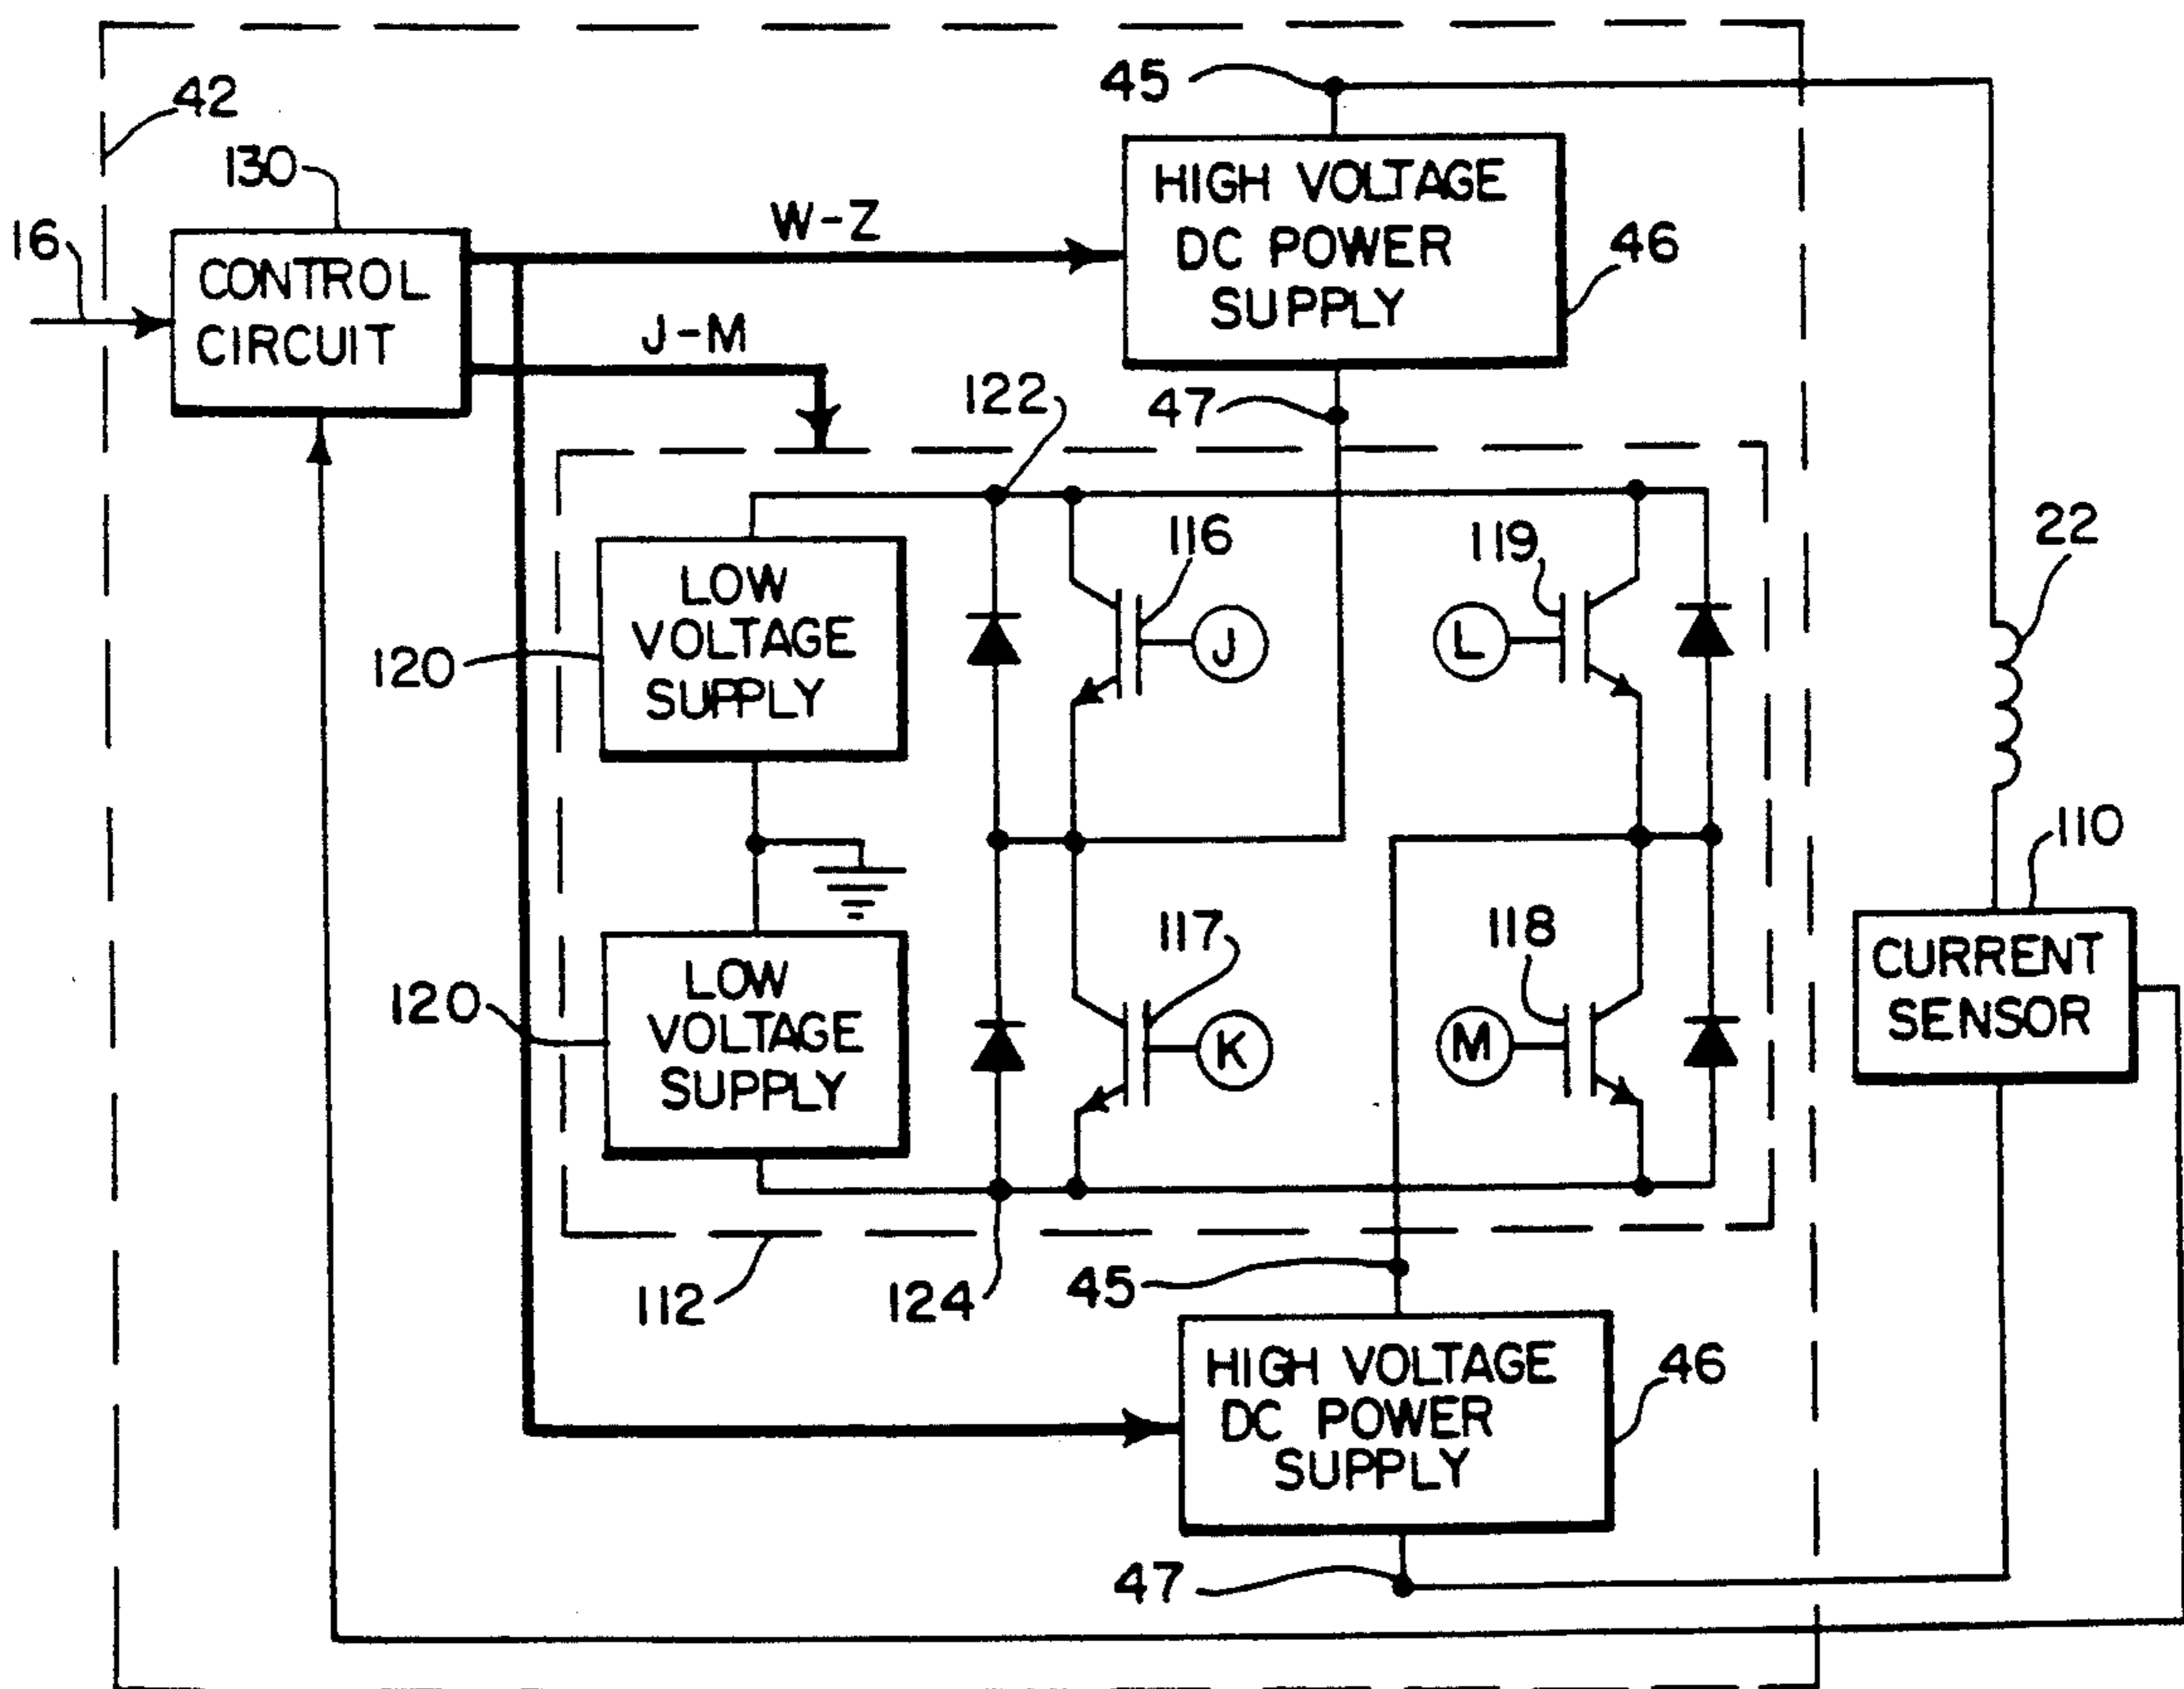 45
42
130
HIGH VOLTAGE
DC POWER
SUPPLY
W-Z
16
46
CONTROL
CIRCUIT
J-M
122
47
22
116
119
LOW
VOLTAGE
SUPPLY
J
L
120
110
117
118
CURRENT
SENSOR
LOW
VOLTAGE
SUPPLY
120
K
M
112
124
45
HIGH VOLTAGE
DC POWER
SUPPLY
46
47